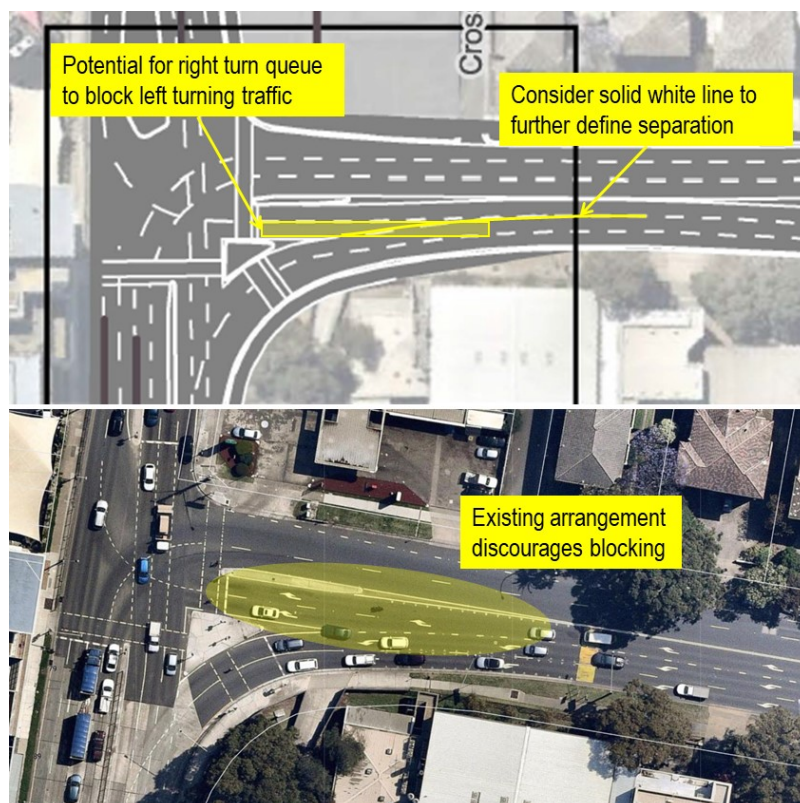 Cros
Potential for right turn queue
to block left turning traffic
Consider solid white line to
further define separation
Existing arrangement
discourages blocking